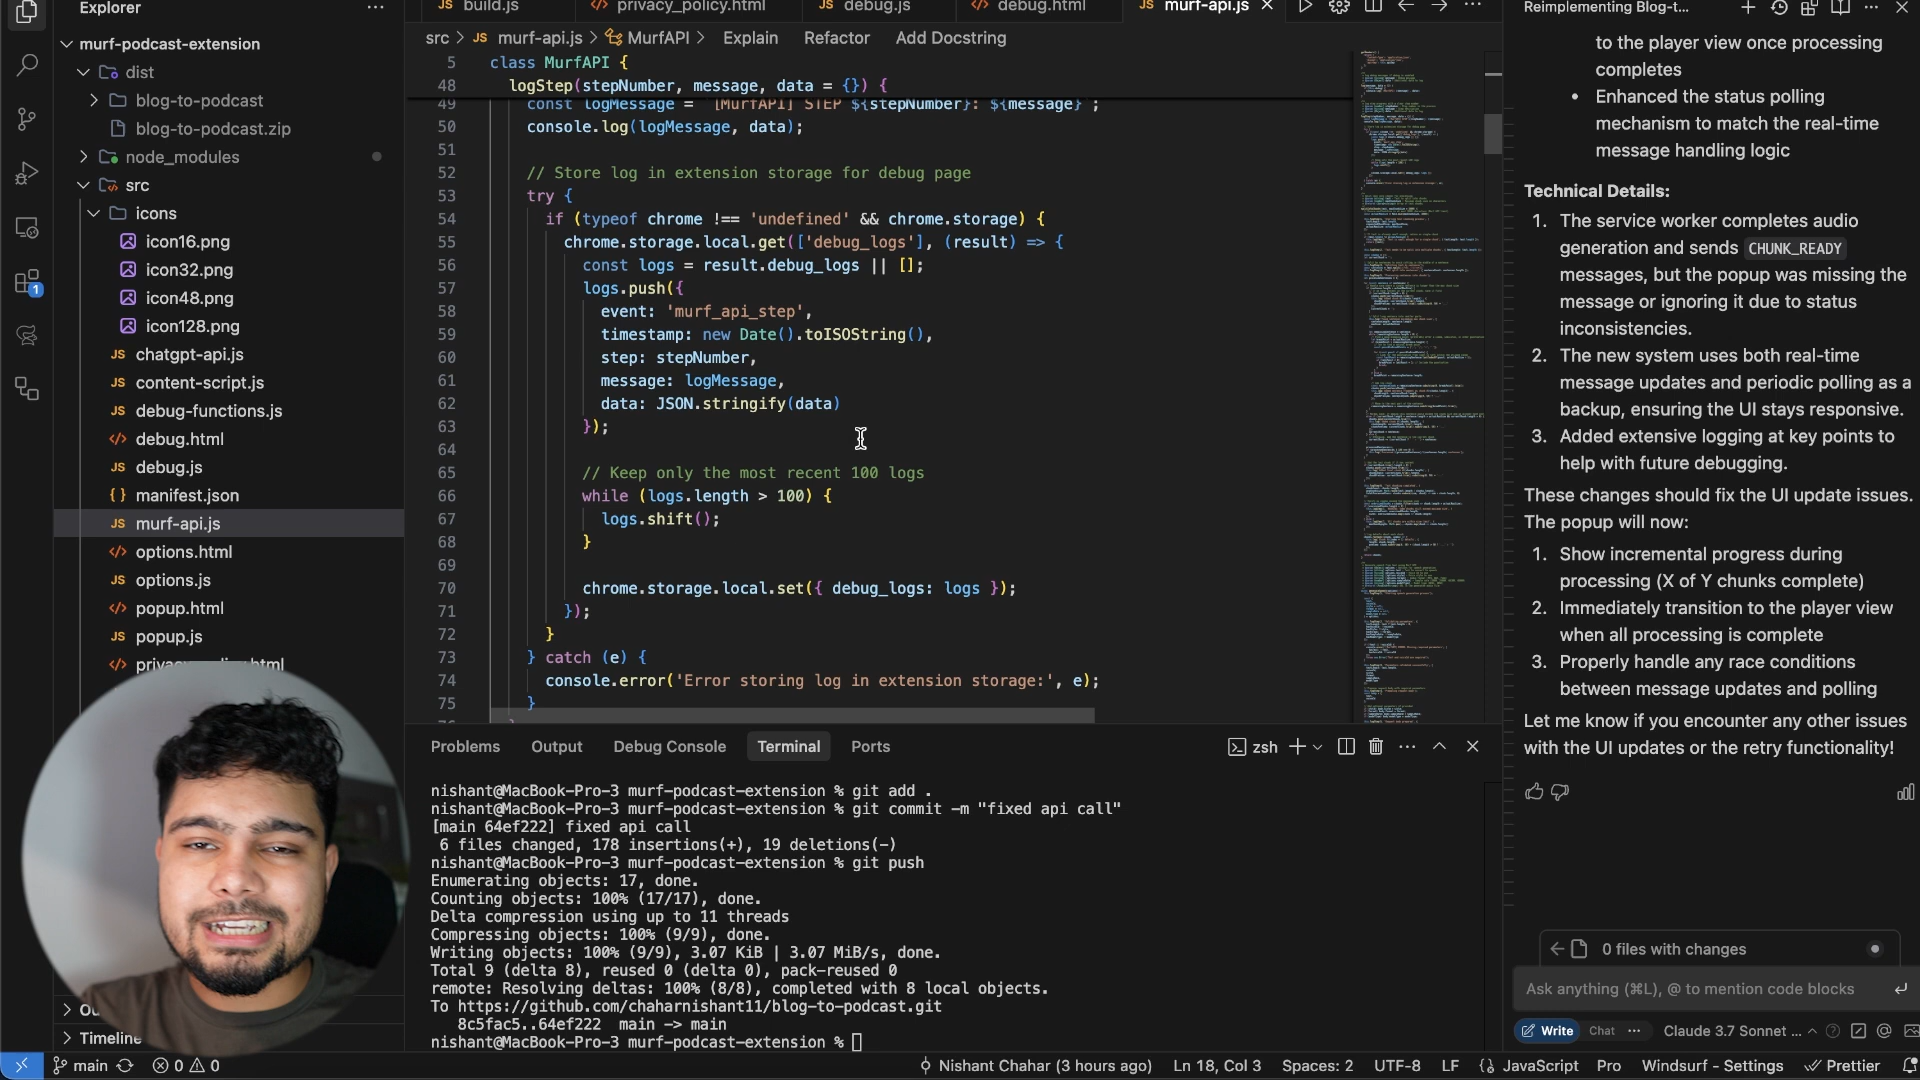 Explorer
murf-podcast-extension
dist
blog-to-podcast
blog-to-podcast.zip
node_modules
src
icons
icon16.png
icon32.png
icon48.png
icon128.png
JS chatgpt-api.js
JS content-script.js
JS debug-functions.js
</> debug.html
JS debug.js
{ } manifest.json
JS murf-api.js
</> options.html
JS options.js
</> popup.html
JS popup.js
Timeline
1
JS build.js
</> privacy_policy.html
JS debug.js
</> debug.html
JS murf-api.js
src > JS murf-api.js > MurfAPI > Explain Refactor Add Docstring
5 class MurfAPI {
48 logStep(stepNumber, message, data = {}) {
49 const logMessage = `[MurfAPI] STEP ${stepNumber}: ${message}`;
50 console.log(logMessage, data);
51
52 // Store log in extension storage for debug page
53 try {
54 if (typeof chrome !== 'undefined' && chrome.storage) {
55 chrome.storage.local.get(['debug_logs'], (result) => {
56 const logs = result.debug_logs || [];
57 logs.push({
58 event: 'murf_api_step',
59 timestamp: new Date().toISOString(),
60 step: stepNumber,
61 message: logMessage,
62 data: JSON.stringify(data)
63 });
64
65 // Keep only the most recent 100 logs
66 while (logs.length > 100) {
67 logs.shift();
68 }
69
70 chrome.storage.local.set({ debug_logs: logs });
71 });
72 }
73 } catch (e) {
74 console.error('Error storing log in extension storage:', e);
75 }
Problems Output Debug Console Terminal Ports
zsh
nishant@MacBook-Pro-3 murf-podcast-extension % git add .
nishant@MacBook-Pro-3 murf-podcast-extension % git commit -m "fixed api call"
[main 64ef222] fixed api call
6 files changed, 178 insertions(+), 19 deletions(-)
nishant@MacBook-Pro-3 murf-podcast-extension % git push
Enumerating objects: 17, done.
Counting objects: 100% (17/17), done.
Delta compression using up to 11 threads
Compressing objects: 100% (9/9), done.
Writing objects: 100% (9/9), 3.07 KiB | 3.07 MiB/s, done.
Total 9 (delta 8), reused 0 (delta 0), pack-reused 0
remote: Resolving deltas: 100% (8/8), completed with 8 local objects.
To https://github.com/chaharnishant11/blog-to-podcast.git
8c5fac5..64ef222 main -> main
nishant@MacBook-Pro-3 murf-podcast-extension %
Reimplementing Blog-t...
to the player view once processing
completes
• Enhanced the status polling
mechanism to match the real-time
message handling logic
Technical Details:
1. The service worker completes audio
generation and sends CHUNK_READY
messages, but the popup was missing the
message or ignoring it due to status
inconsistencies.
2. The new system uses both real-time
message updates and periodic polling as a
backup, ensuring the UI stays responsive.
3. Added extensive logging at key points to
help with future debugging.
These changes should fix the UI update issues.
The popup will now:
1. Show incremental progress during
processing (X of Y chunks complete)
2. Immediately transition to the player view
when all processing is complete
3. Properly handle any race conditions
between message updates and polling
Let me know if you encounter any other issues
with the UI updates or the retry functionality!
0 files with changes
Ask anything (⌘L), @ to mention code blocks
Write Chat ... Claude 3.7 Sonnet ...
main 0 0 Nishant Chahar (3 hours ago) Ln 18, Col 3 Spaces: 2 UTF-8 LF JavaScript Pro Windsurf - Settings Prettier